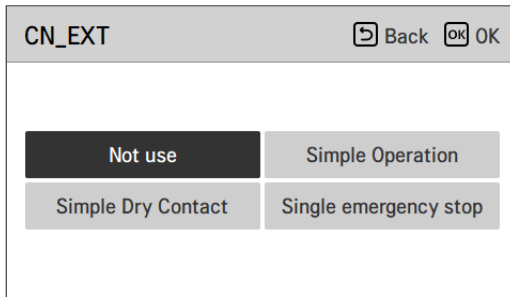 CN_EXT Back OK OK
Not use Simple Operation
Simple Dry Contact Single emergency stop